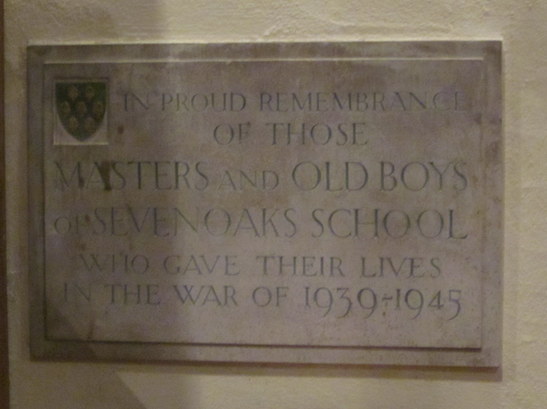 IN PROUD REMEMBRANCE
OF THOSE
MASTERS AND OLD BOYS
OF SEVENOAKS SCHOOL
WHO GAVE THEIR LIVES
IN THE WAR OF 1939-1945